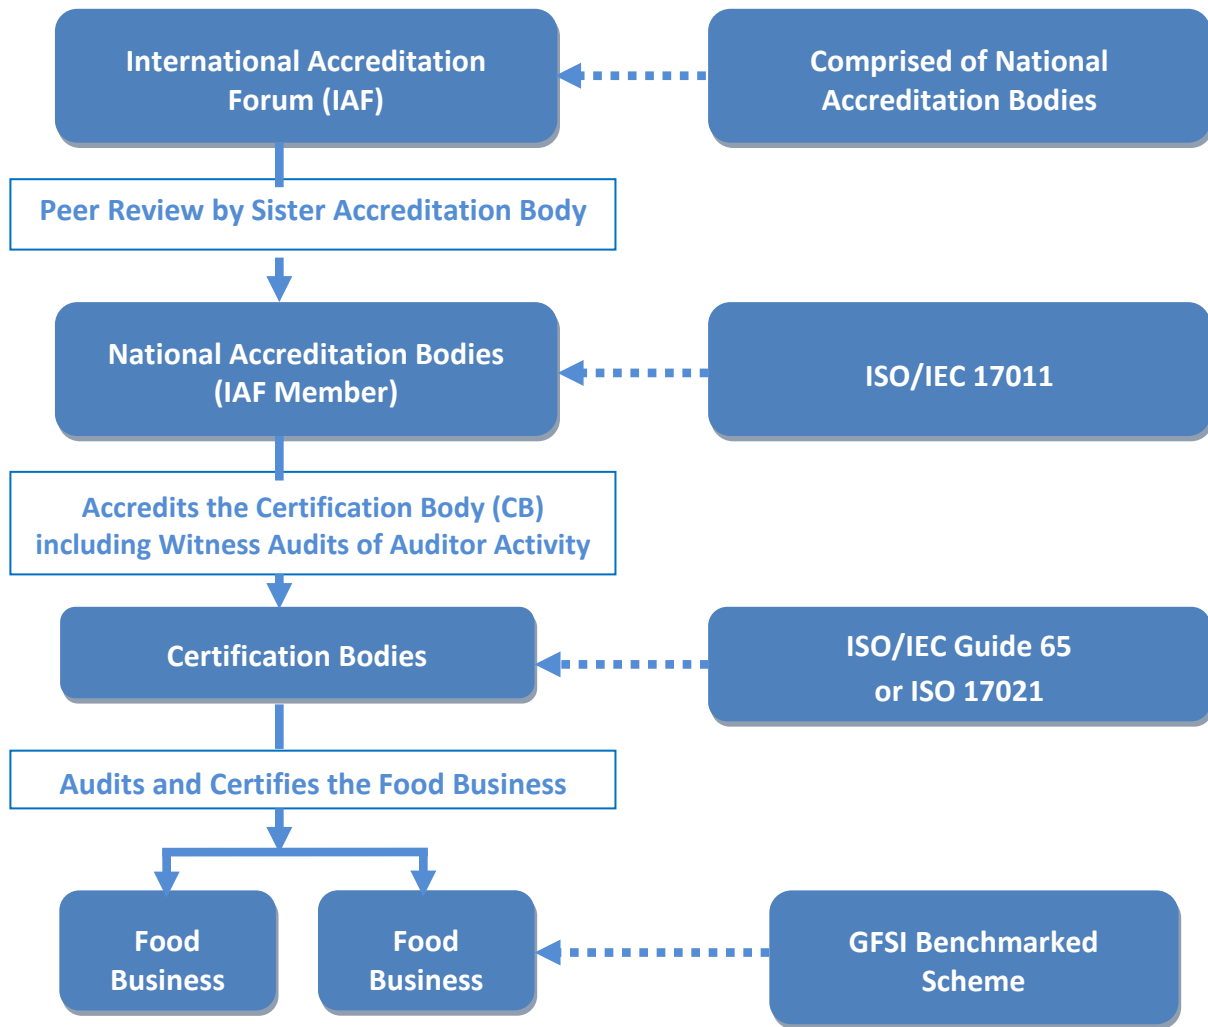 International Accreditation
Forum (IAF)
Comprised of National
Accreditation Bodies
Peer Review by Sister Accreditation Body
National Accreditation Bodies
(IAF Member)
ISO/IEC 17011
Accredits the Certification Body (CB)
including Witness Audits of Auditor Activity
Certification Bodies
ISO/IEC Guide 65
or ISO 17021
Audits and Certifies the Food Business
Food
Business
Food
Business
GFSI Benchmarked
Scheme